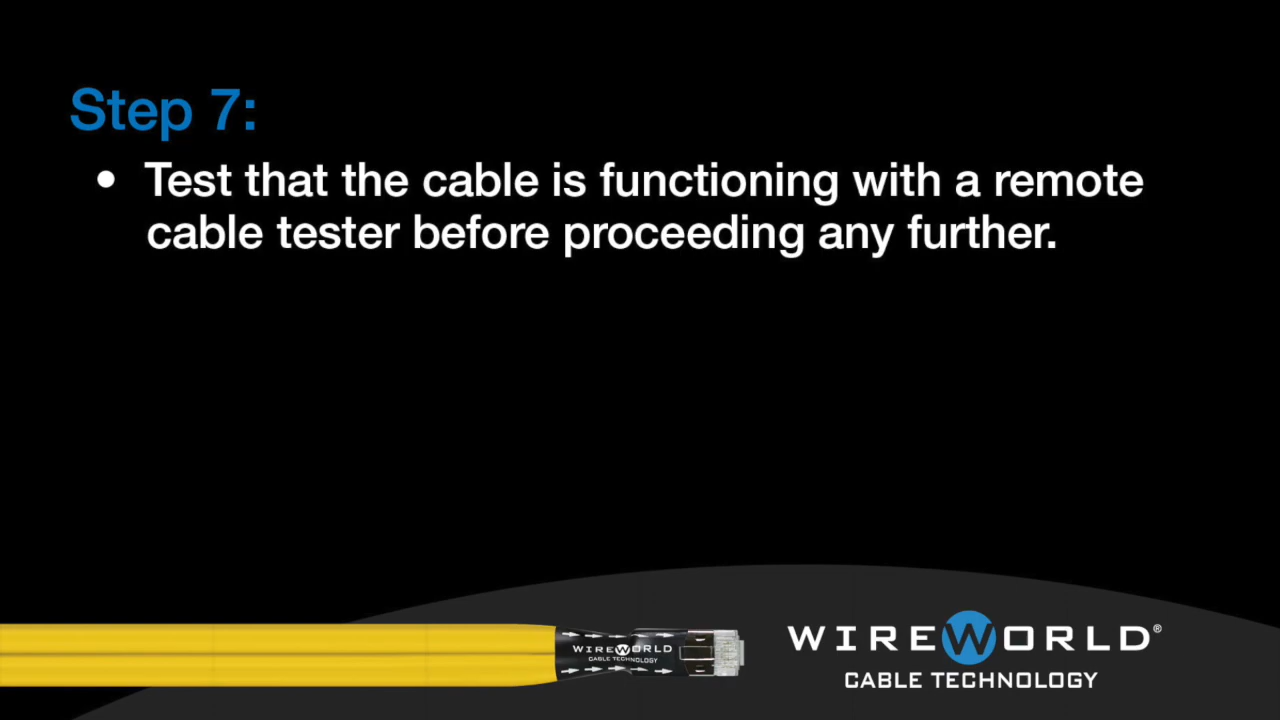 Step 7:
• Test that the cable is functioning with a remote
cable tester before proceeding any further.
WIREWORLD
CABLE TECHNOLOGY
WIREWORLD®
CABLE TECHNOLOGY